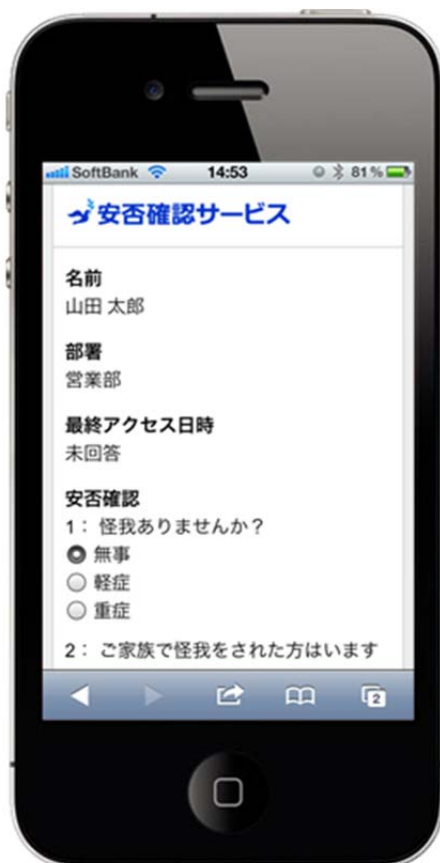 SoftBank 14:53 81%
安否確認サービス
名前
山田 太郎
部署
営業部
最終アクセス日時
未回答
安否確認
1： 怪我ありませんか？
無事
軽症
重症
2： ご家族で怪我をされた方はいます
2